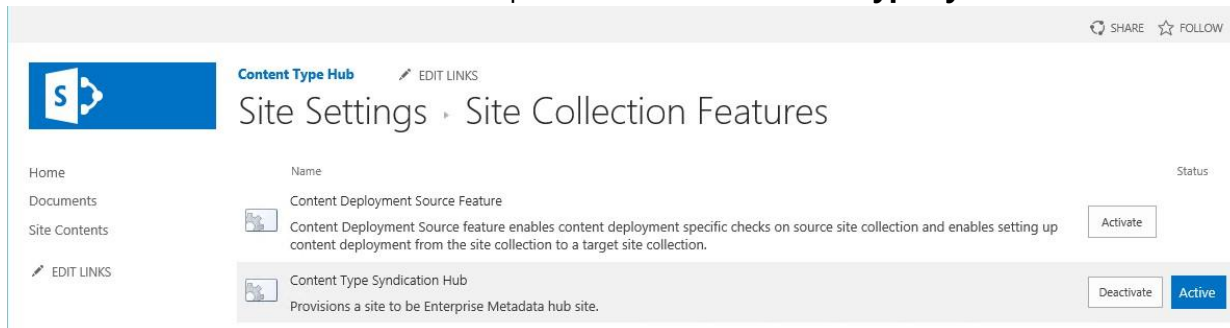 SHARE FOLLOW
S
Content Type Hub EDIT LINKS
Site Settings Site Collection Features
Home
Documents
Site Contents
EDIT LINKS
Name Status
Content Deployment Source Feature
Content Deployment Source feature enables content deployment specific checks on source site collection and enables setting up
content deployment from the site collection to a target site collection.
Activate
Content Type Syndication Hub
Provisions a site to be Enterprise Metadata hub site.
Deactivate Active